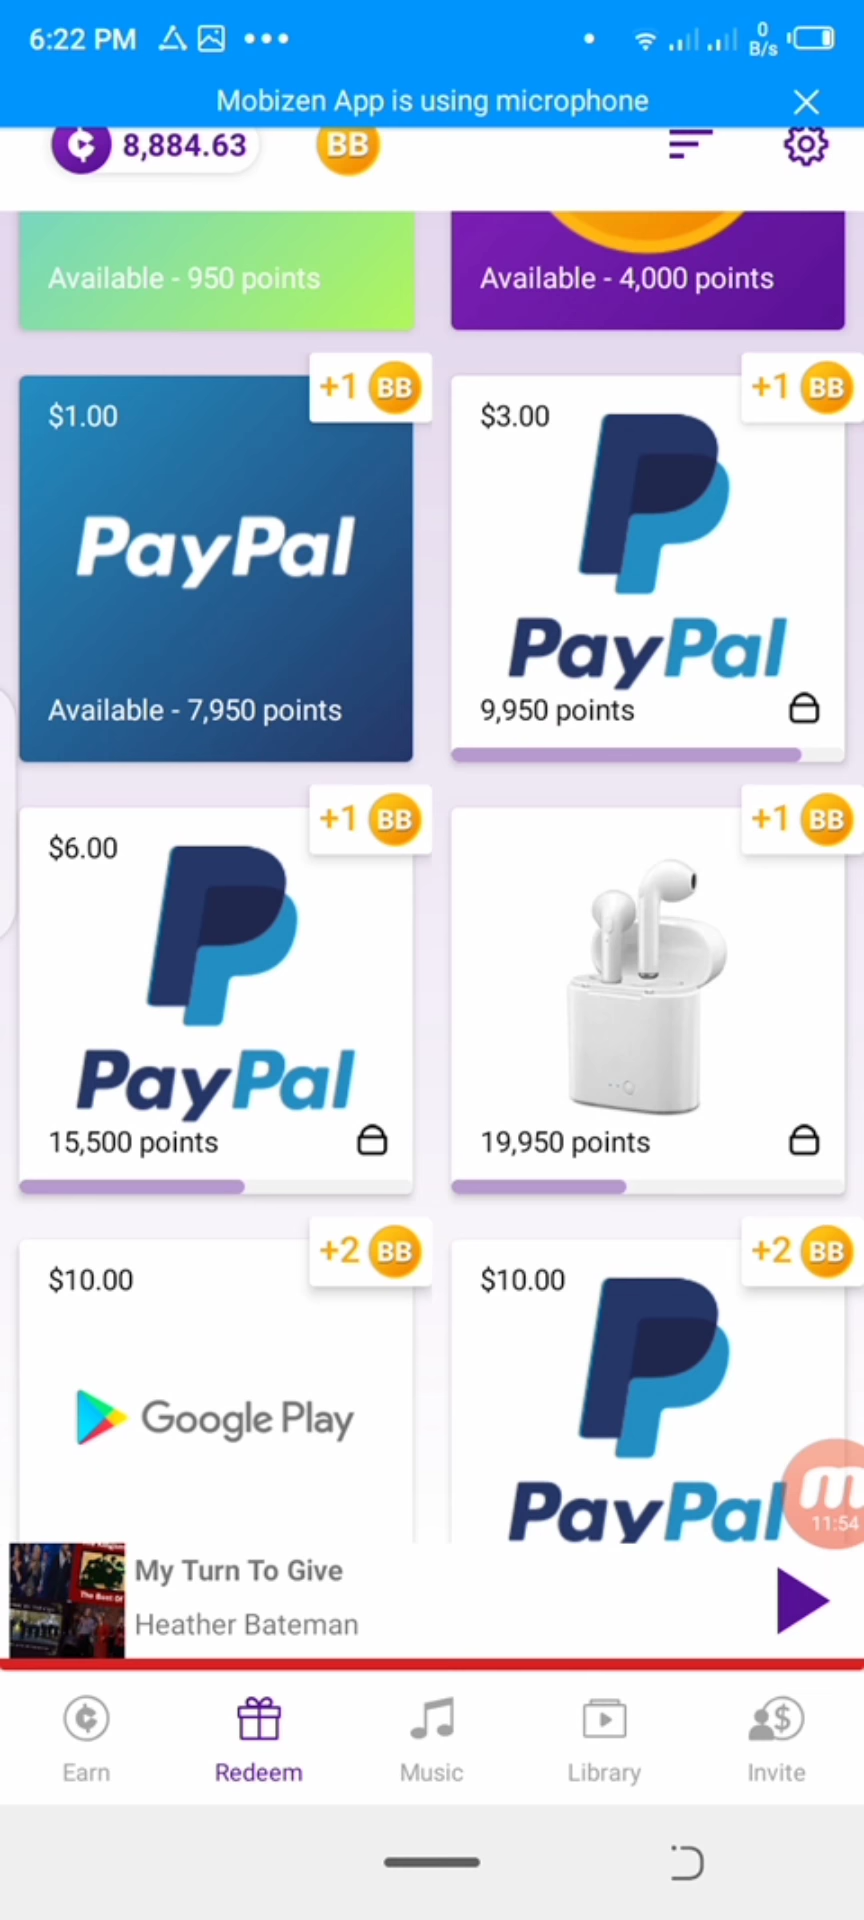 6:22 PM
0
B/s
Mobizen App is using microphone
8,884.63
BB
Available - 950 points
Available - 4,000 points
+1 BB
+1 BB
$1.00
$3.00
PayPal
PayPal
Available - 7,950 points
9,950 points
+1 BB
+1 BB
$6.00
PayPal
15,500 points
19,950 points
+2 BB
+2 BB
$10.00
$10.00
Google Play
PayPal
m
11:54
My Turn To Give
The Best Of
Heather Bateman
Earn
Redeem
Music
Library
Invite